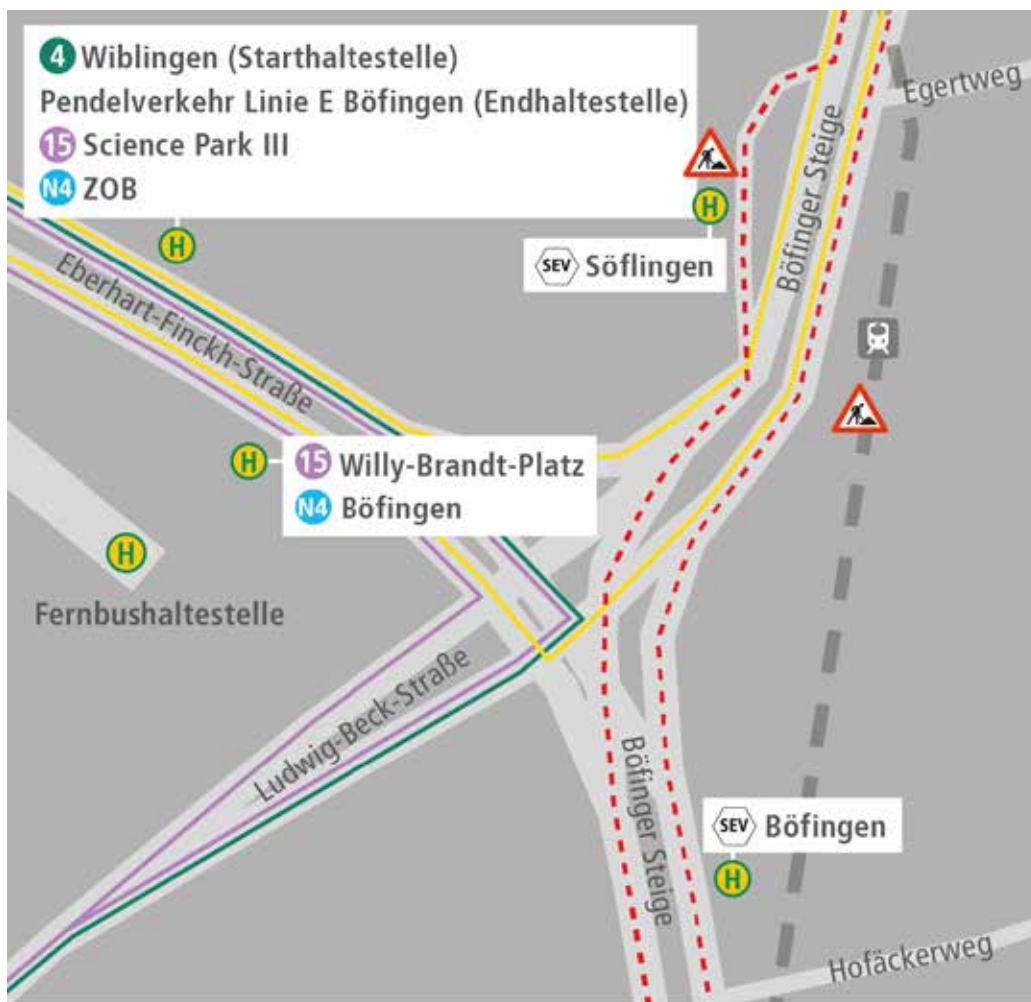 4 Wiblingen (Starthaltestelle)
Pendelverkehr Linie E Böfingen (Endhaltestelle)
15 Science Park III
N4 ZOB
H
Egertweg
Böfinger Steige
H
SEV Söflingen
Eberhart-Finckh-Straße
H
15 Willy-Brandt-Platz
N4 Böfingen
H
Fernbushaltestelle
Ludwig-Beck-Straße
Böfinger Steige
SEV Böfingen
H
Hofäckerweg